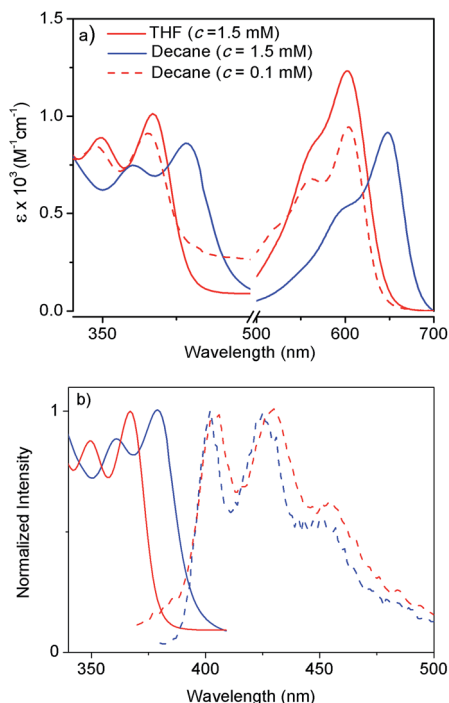 a)
THF (c=1.5 mM)
Decane (c= 1.5 mM)
Decane (c= 0.1 mM)
ε x 10³ (M⁻¹cm⁻¹)
1.5
1.0
0.5
0.0
350
500
600
700
Wavelength (nm)
b)
Normalized Intensity
1
0
350
400
450
500
Wavelength (nm)